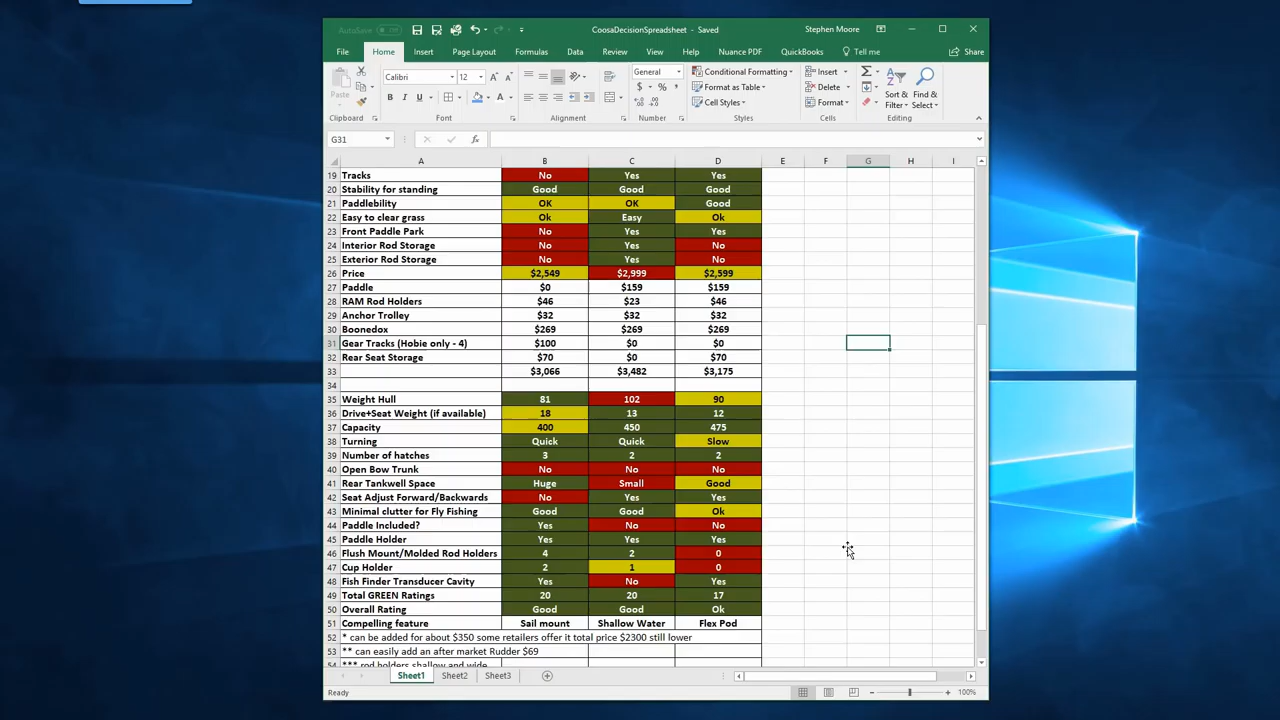 AutoSave Off
CoosaDecisionSpreadsheet - Saved
Stephen Moore
File Home Insert Page Layout Formulas Data Review View Help Nuance PDF QuickBooks Tell me Share
Paste
Calibri 12
B I U
General
$ % ,
Conditional Formatting
Format as Table
Cell Styles
Insert
Delete
Format
Sort & Filter
Find & Select
Clipboard Font Alignment Number Styles Cells Editing
G31 fx
A B C D E F G H I
19 Tracks No Yes Yes
20 Stability for standing Good Good Good
21 Paddlebility OK OK Good
22 Easy to clear grass Ok Easy Ok
23 Front Paddle Park No Yes Yes
24 Interior Rod Storage No Yes No
25 Exterior Rod Storage No Yes No
26 Price $2,549 $2,999 $2,599
27 Paddle $0 $159 $159
28 RAM Rod Holders $46 $23 $46
29 Anchor Trolley $32 $32 $32
30 Boonedox $269 $269 $269
31 Gear Tracks (Hobie only - 4) $100 $0 $0
32 Rear Seat Storage $70 $0 $70
33 $3,066 $3,482 $3,175
34
35 Weight Hull 81 102 90
36 Drive+Seat Weight (if available) 18 13 12
37 Capacity 400 450 475
38 Turning Quick Quick Slow
39 Number of hatches 3 2 2
40 Open Bow Trunk No No No
41 Rear Tankwell Space Huge Small Good
42 Seat Adjust Forward/Backwards No Yes Yes
43 Minimal clutter for Fly Fishing Good Good Ok
44 Paddle Included? Yes No No
45 Paddle Holder Yes Yes Yes
46 Flush Mount/Molded Rod Holders 4 2 0
47 Cup Holder 2 1 0
48 Fish Finder Transducer Cavity Yes No Yes
49 Total GREEN Ratings 20 20 17
50 Overall Rating Good Good Ok
51 Compelling feature Sail mount Shallow Water Flex Pod
52 * can be added for about $350 some retailers offer it total price $2300 still lower
53 ** can easily add an after market Rudder $69
54 *** rod holders shallow and wide
Sheet1 Sheet2 Sheet3
Ready 100%